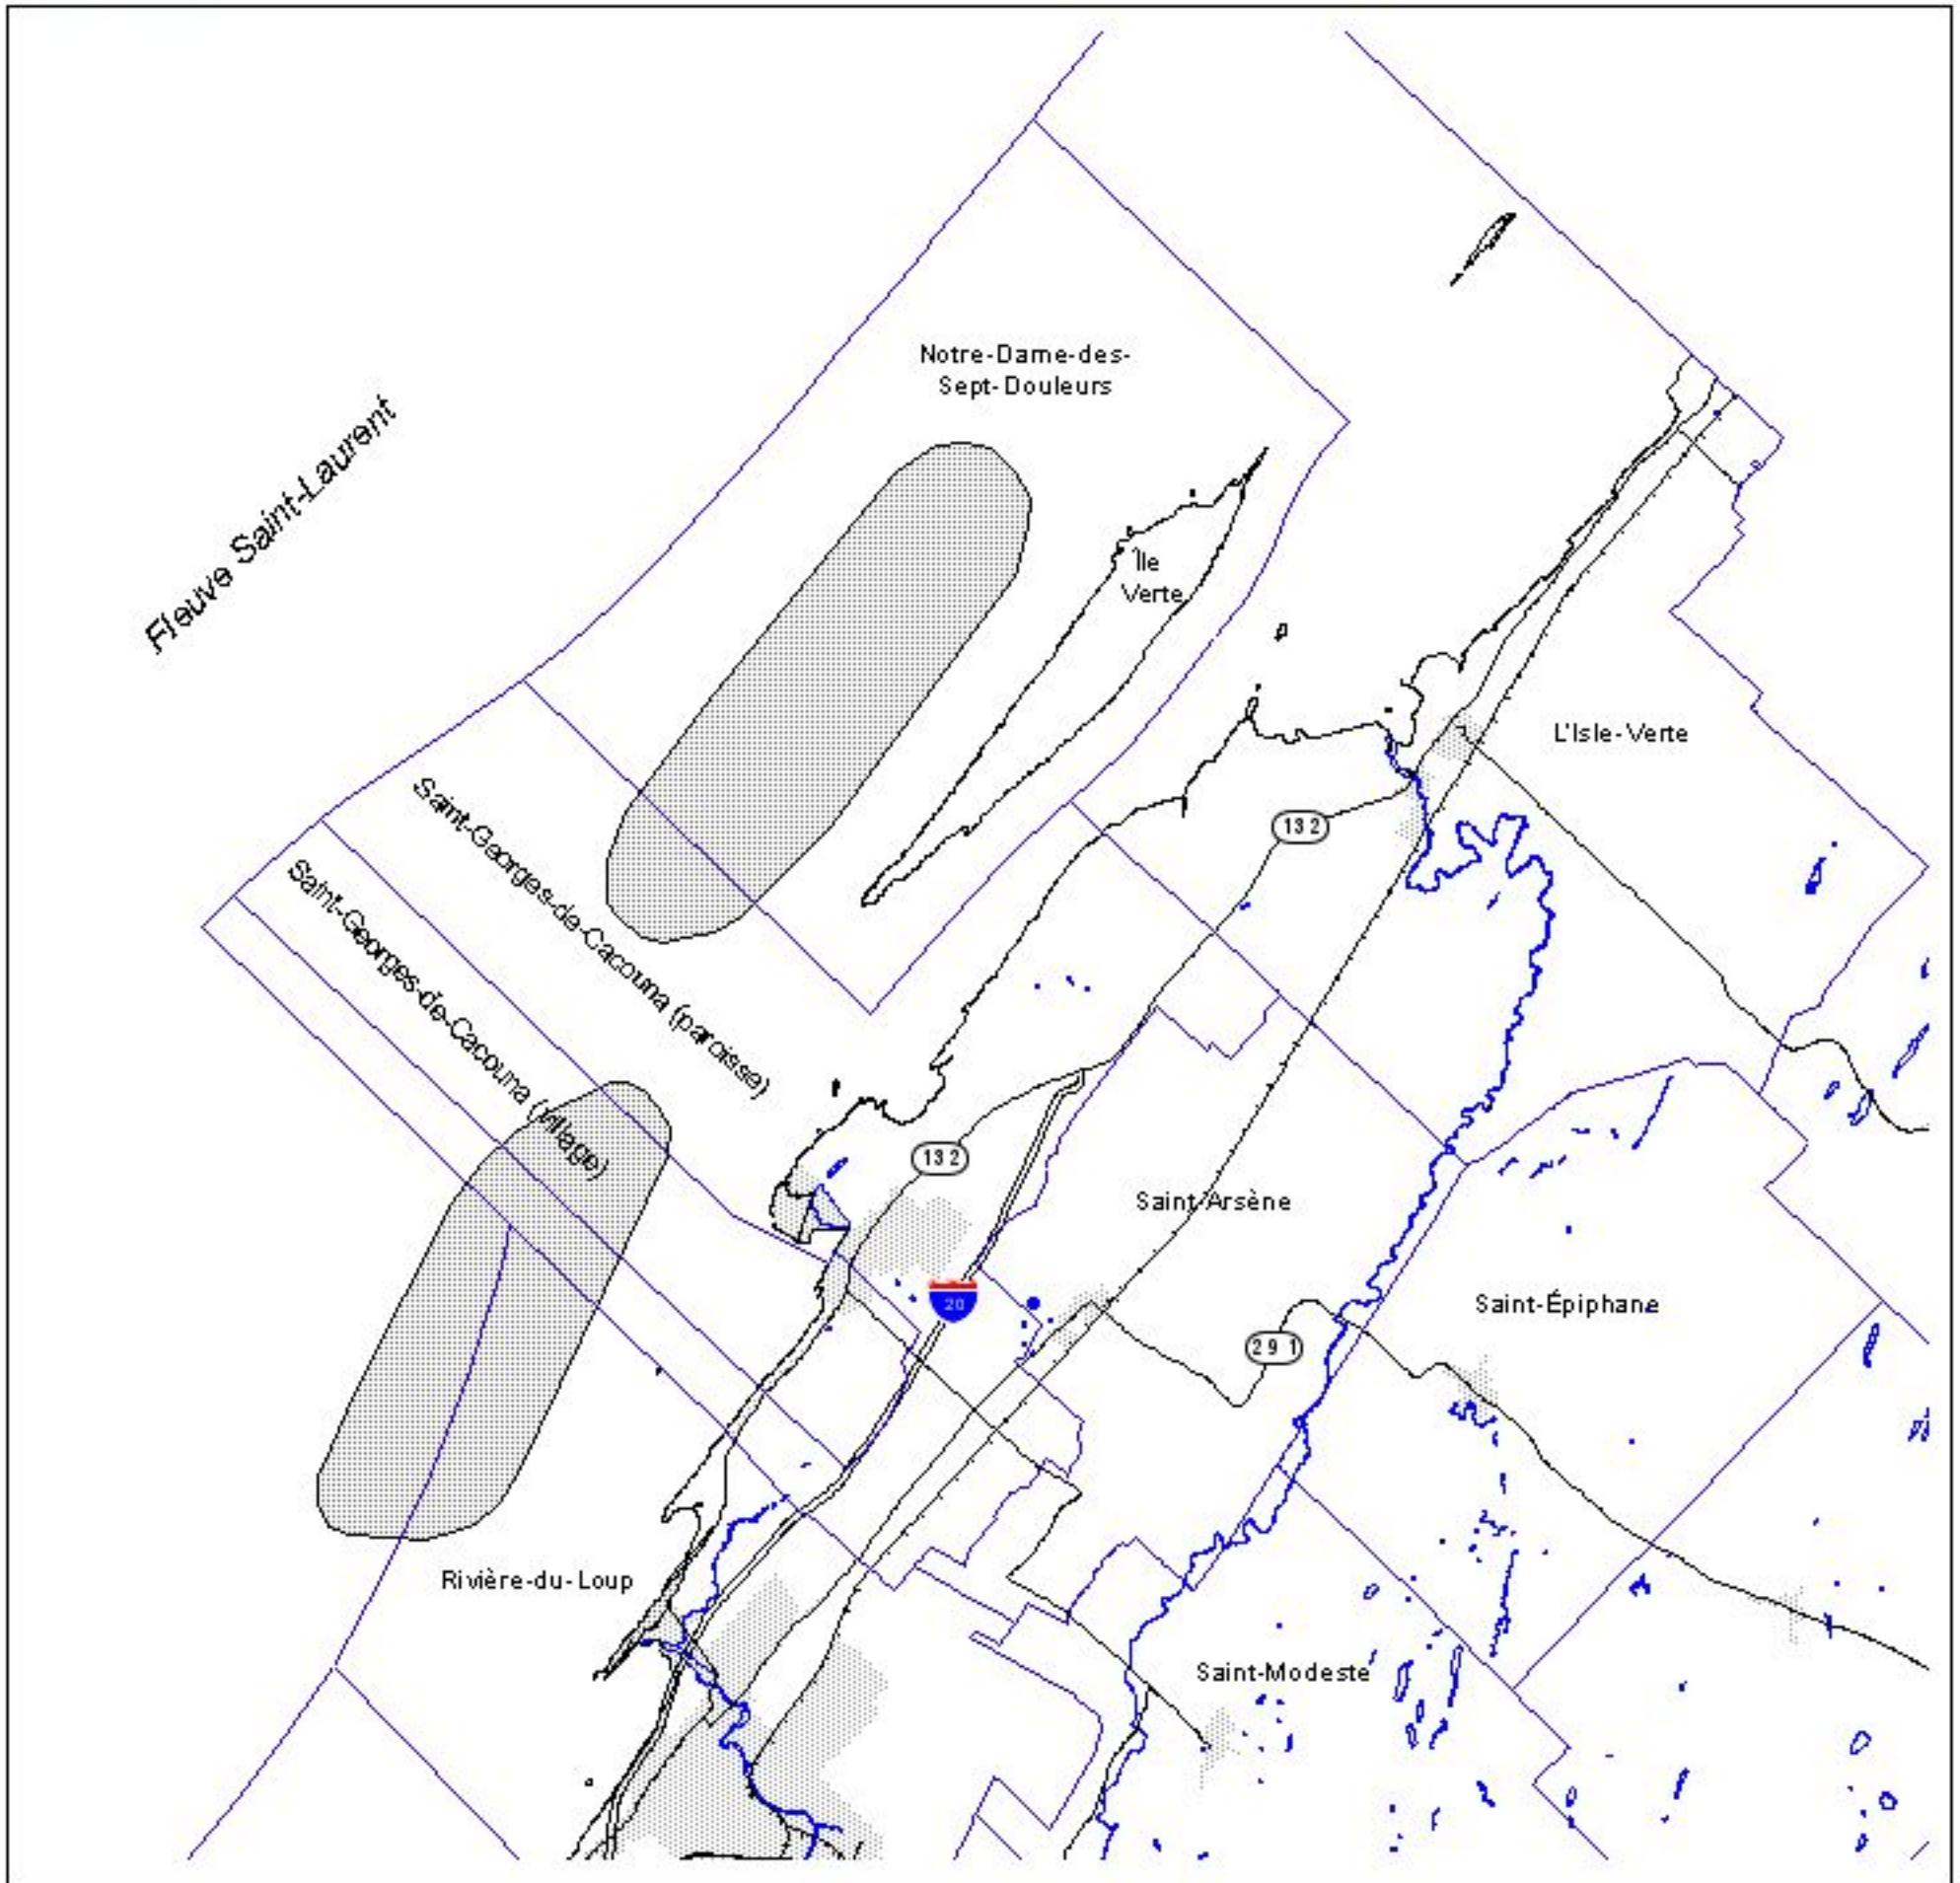 Notre-Dame-des-
Sept-Douleurs
Fleuve Saint-Laurent
Île
Verte
L'Isle-Verte
Saint-Georges-de-Cacouna (paroisse)
132
Saint-Georges-de-Cacouna (village)
132
Saint-Arsène
20
Saint-Épiphane
291
Rivière-du-Loup
Saint-Modeste